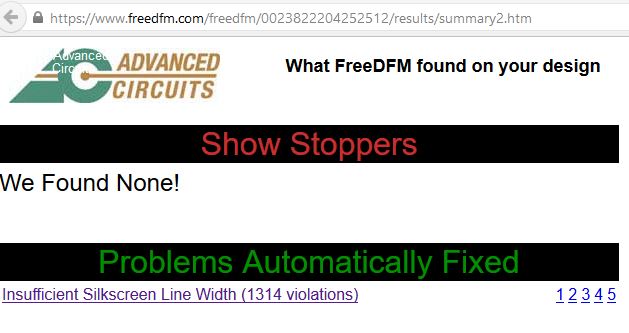 https://www.freedfm.com/freedfm/0023822204252512/results/summary2.htm
Advanced
Circuits
ADVANCED
CIRCUITS
What FreeDFM found on your design
Show Stoppers
We Found None!
Problems Automatically Fixed
Insufficient Silkscreen Line Width (1314 violations) 1 2 3 4 5